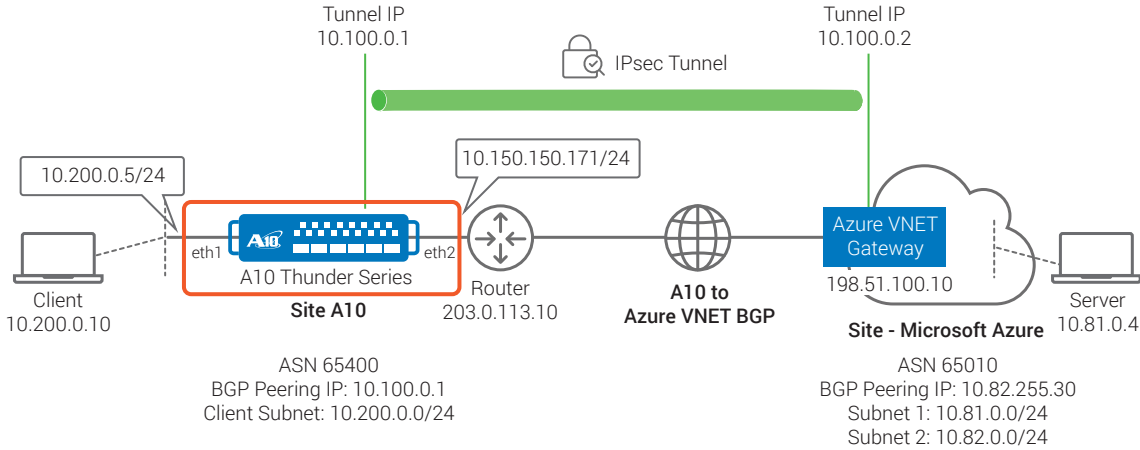 Tunnel IP
10.100.0.1
Tunnel IP
10.100.0.2
IPsec Tunnel
10.200.0.5/24
10.150.150.171/24
A10
eth1
eth2
A10 Thunder Series
Site A10
Client
10.200.0.10
Router
203.0.113.10
A10 to
Azure VNET BGP
Azure VNET
Gateway
198.51.100.10
Site - Microsoft Azure
Server
10.81.0.4
ASN 65400
BGP Peering IP: 10.100.0.1
Client Subnet: 10.200.0.0/24
ASN 65010
BGP Peering IP: 10.82.255.30
Subnet 1: 10.81.0.0/24
Subnet 2: 10.82.0.0/24